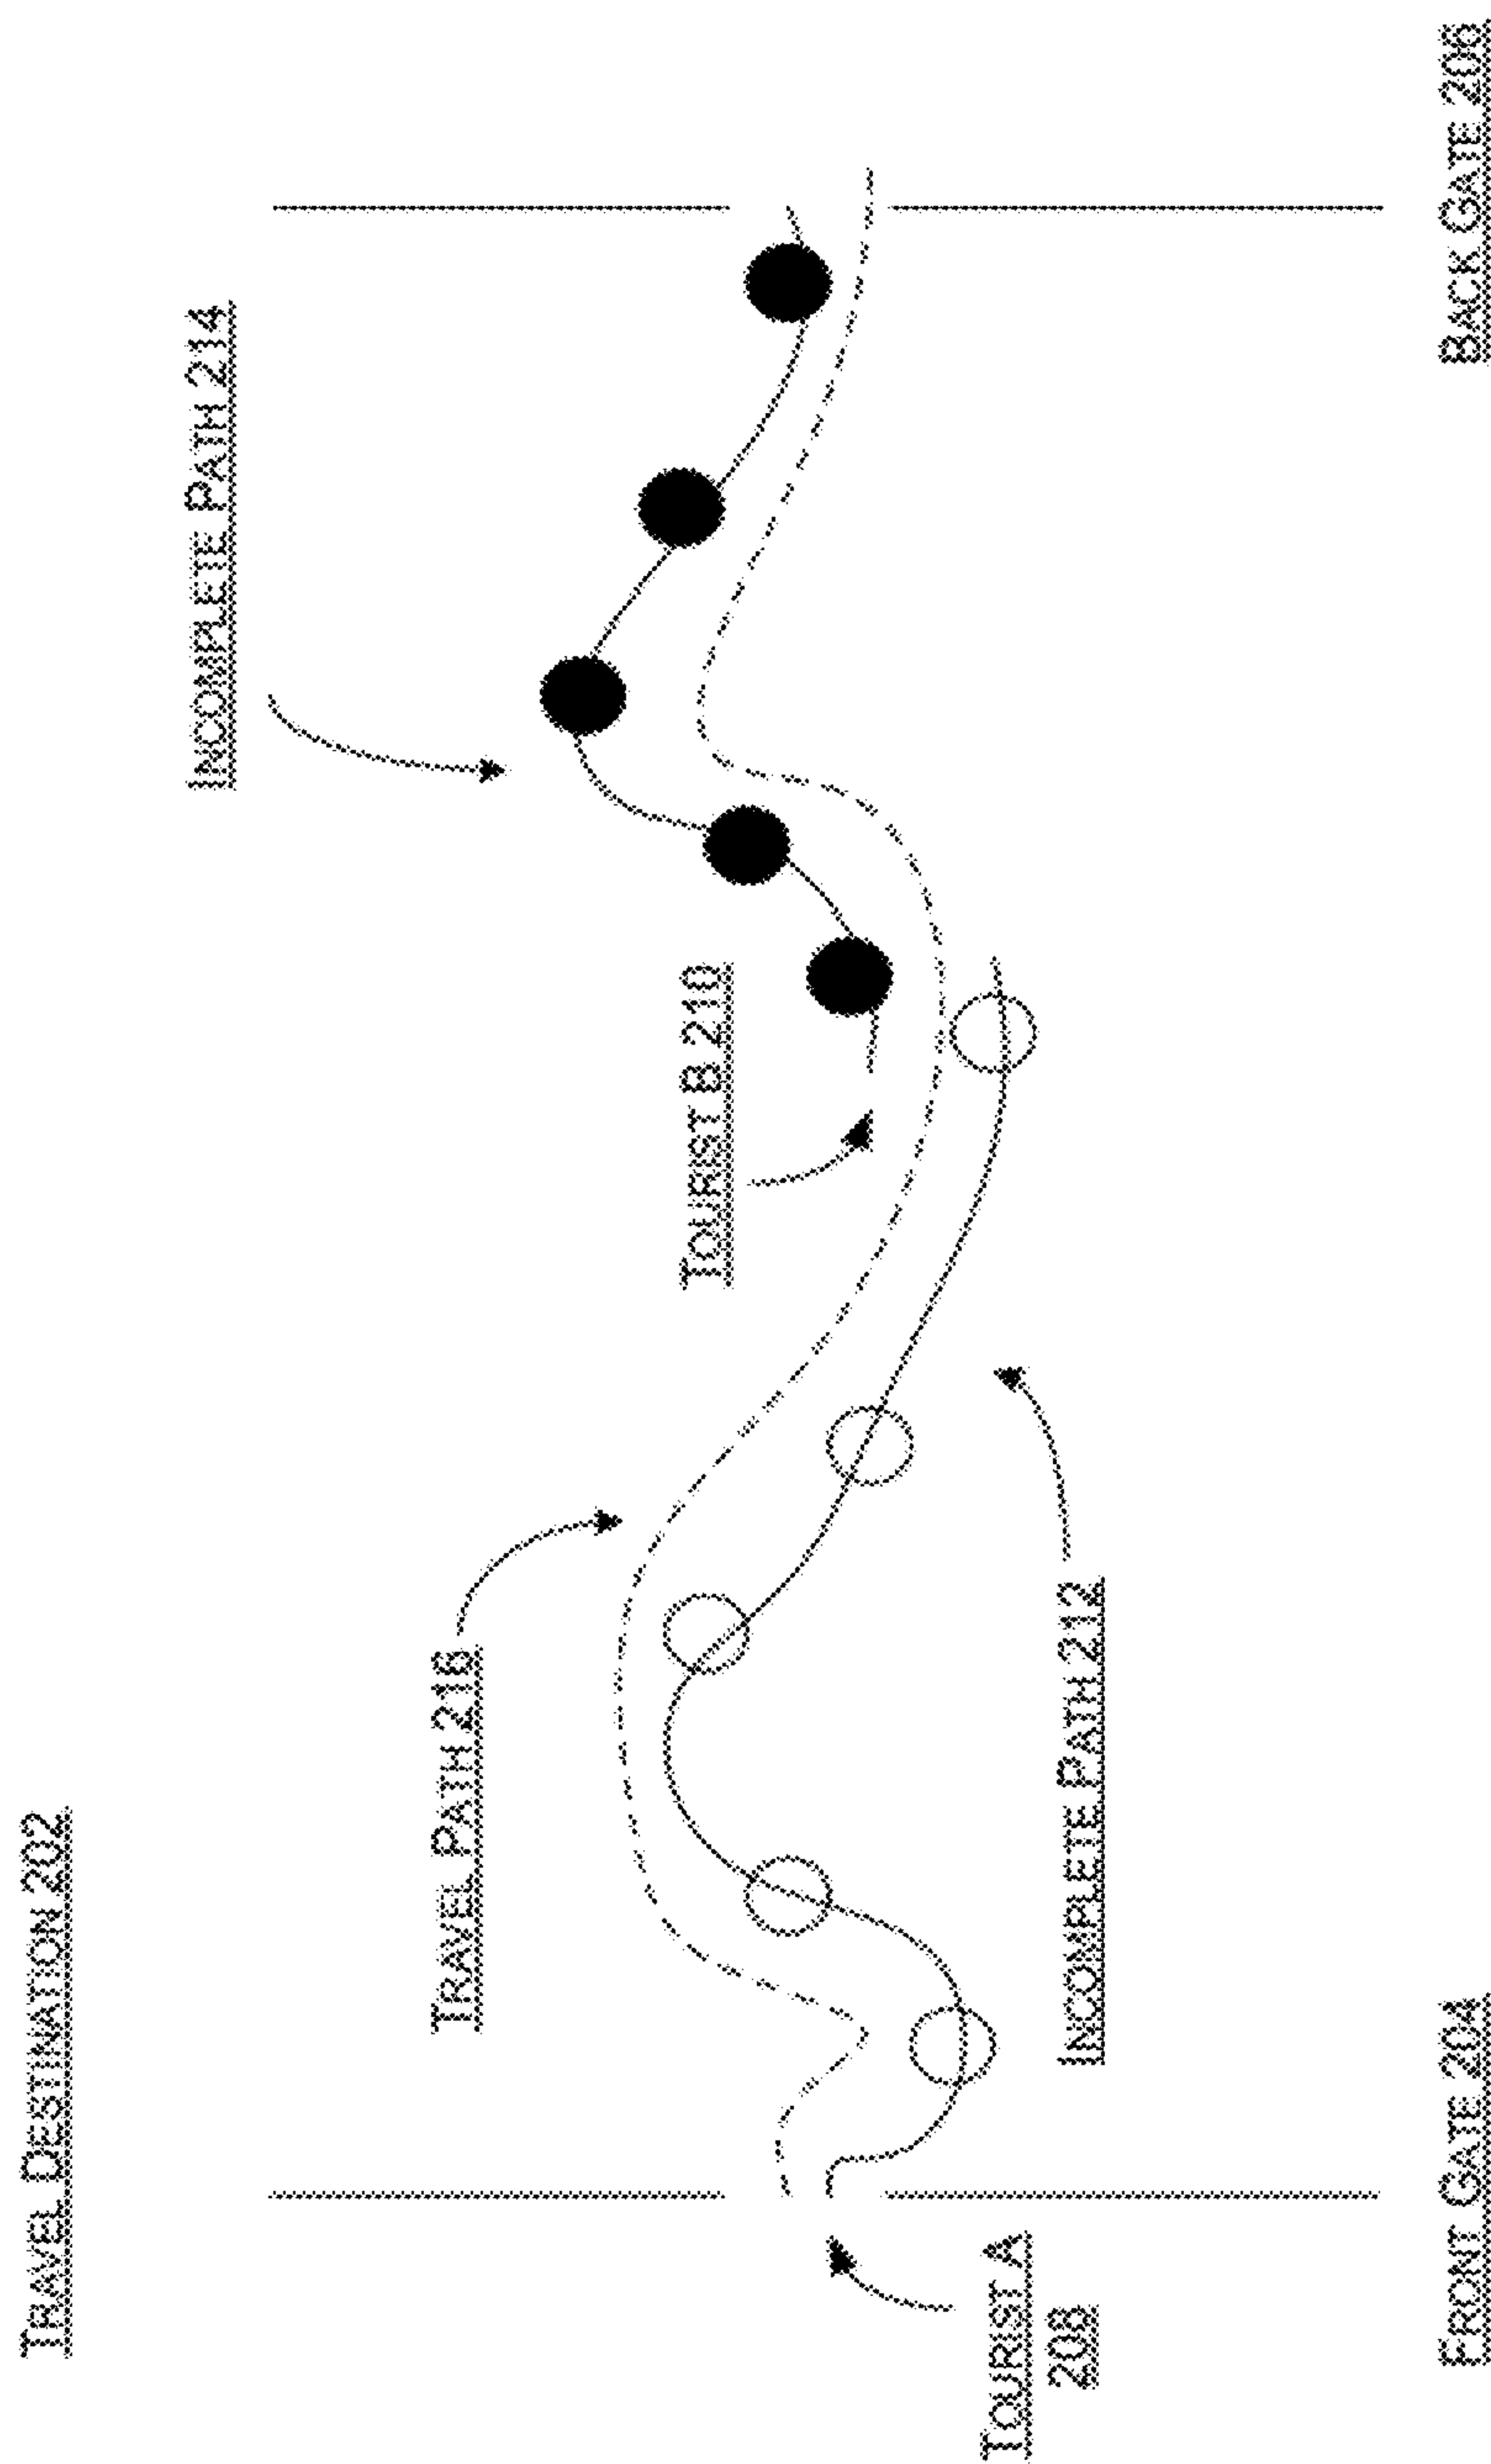 TRAVEL DESTINATION 202
INCOMPLETE PATH 214
TRAVEL PATH 216
TOURIST B 210
TOURIST A
208
INCOMPLETE PATH 212
FRONT GATE 204
BACK GATE 206